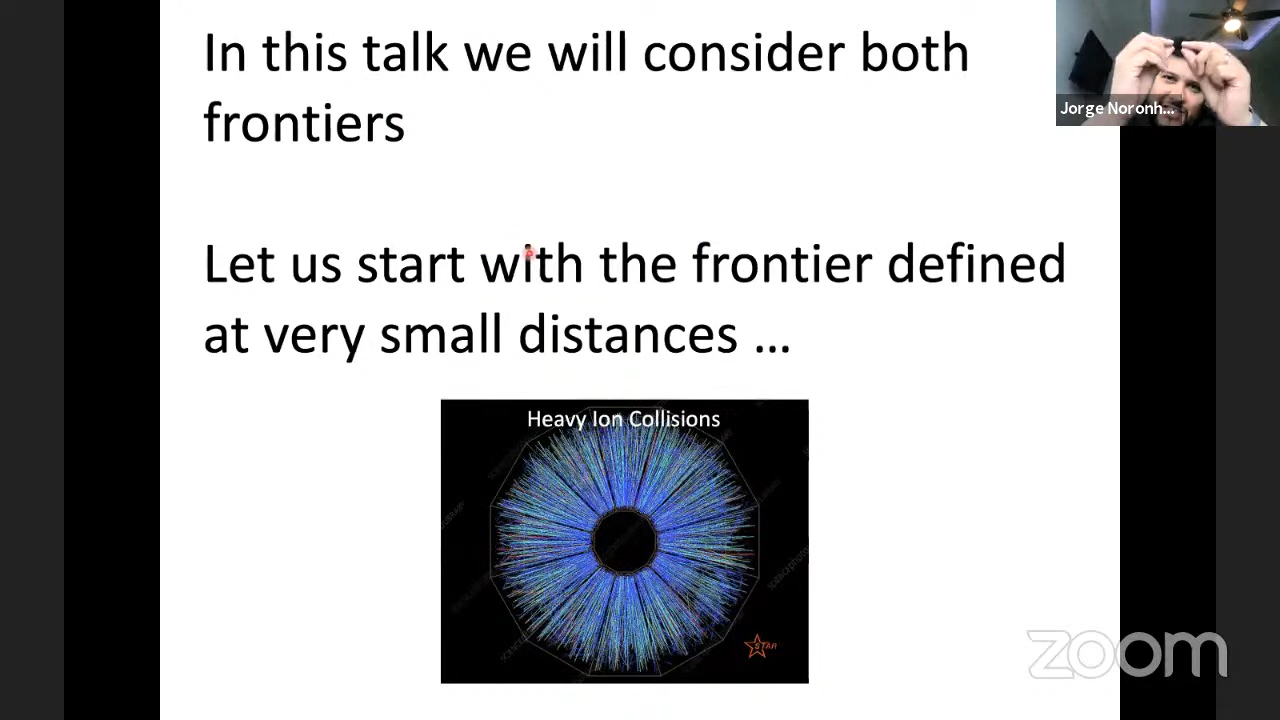 In this talk we will consider both
frontiers
Jorge Noronh...
Let us start with the frontier defined
at very small distances ...
Heavy Ion Collisions
STAR
zoom